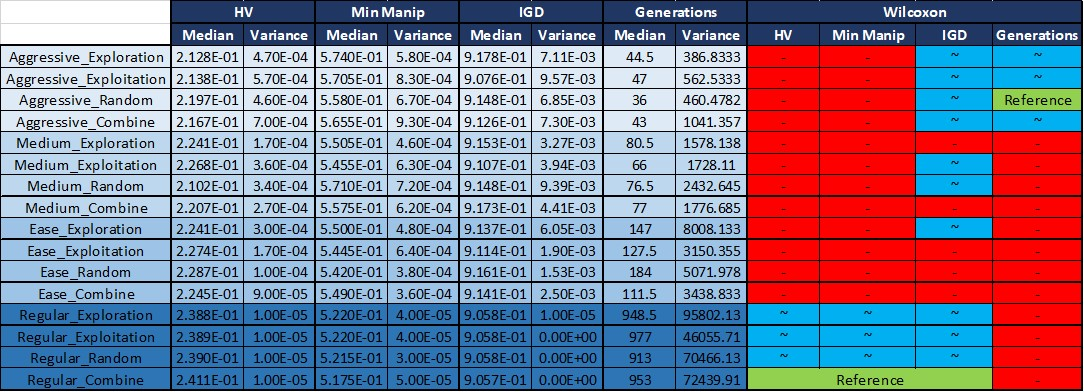 HV Min Manip IGD Generations Wilcoxon
Median Variance Median Variance Median Variance Median Variance HV Min Manip IGD Generations
Aggressive_Exploration 2.128E-01 4.70E-04 5.740E-01 5.80E-04 9.178E-01 7.11E-03 44.5 386.8333 - - ~ ~
Aggressive_Exploitation 2.138E-01 5.70E-04 5.705E-01 8.30E-04 9.076E-01 9.57E-03 47 562.5333 - - ~ ~
Aggressive_Random 2.197E-01 4.60E-04 5.580E-01 6.70E-04 9.148E-01 6.85E-03 36 460.4782 - - ~ Reference
Aggressive_Combine 2.167E-01 7.00E-04 5.655E-01 9.30E-04 9.126E-01 7.30E-03 43 1041.357 - - ~ ~
Medium_Exploration 2.241E-01 1.70E-04 5.505E-01 4.60E-04 9.153E-01 3.27E-03 80.5 1578.138 - - - -
Medium_Exploitation 2.268E-01 3.60E-04 5.455E-01 6.30E-04 9.107E-01 3.94E-03 66 1728.11 - - ~ -
Medium_Random 2.102E-01 3.40E-04 5.710E-01 7.20E-04 9.148E-01 9.39E-03 76.5 2432.645 - - ~ -
Medium_Combine 2.207E-01 2.70E-04 5.575E-01 6.20E-04 9.173E-01 4.41E-03 77 1776.685 - - - -
Ease_Exploration 2.241E-01 3.00E-04 5.500E-01 4.80E-04 9.137E-01 6.05E-03 147 8008.133 - - ~ -
Ease_Exploitation 2.274E-01 1.70E-04 5.445E-01 6.40E-04 9.114E-01 1.90E-03 127.5 3150.355 - - - -
Ease_Random 2.287E-01 1.00E-04 5.420E-01 3.80E-04 9.161E-01 1.53E-03 184 5071.978 - - - -
Ease_Combine 2.245E-01 9.00E-05 5.490E-01 3.60E-04 9.141E-01 2.50E-03 111.5 3438.833 - - - -
Regular_Exploration 2.388E-01 1.00E-05 5.220E-01 4.00E-05 9.058E-01 1.00E-05 948.5 95802.13 ~ ~ ~ -
Regular_Exploitation 2.389E-01 1.00E-05 5.220E-01 4.00E-05 9.058E-01 0.00E+00 977 46055.71 ~ ~ ~ -
Regular_Random 2.390E-01 1.00E-05 5.215E-01 3.00E-05 9.058E-01 0.00E+00 913 70466.13 ~ ~ ~ -
Regular_Combine 2.411E-01 1.00E-05 5.175E-01 5.00E-05 9.057E-01 0.00E+00 953 72439.91 Reference -